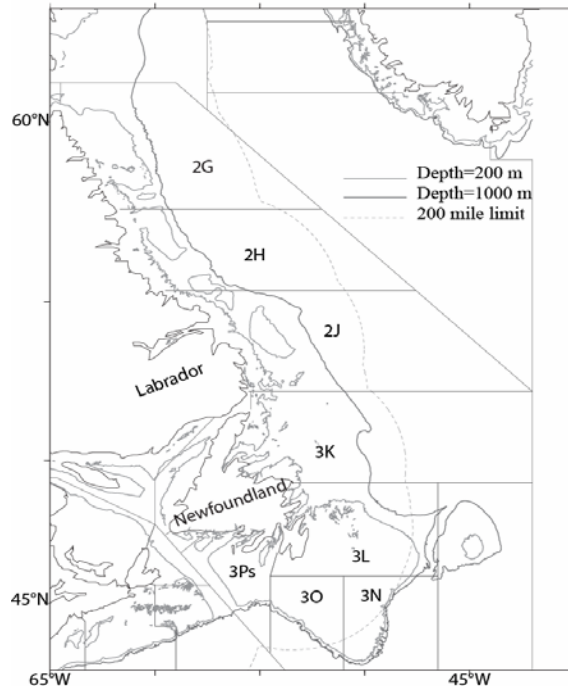 60°N
2G
Depth=200 m
Depth=1000 m
200 mile limit
2H
2J
Labrador
3K
Newfoundland
3L
3Ps
45°N
3O
3N
65°W
45°W